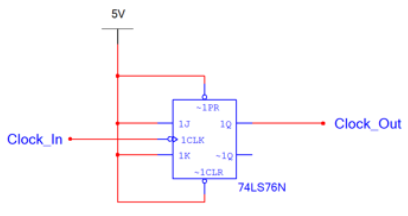 5V
~1PR
1J
1Q
Clock_Out
Clock_In
1CLK
1K
~1Q
~1CLR
74LS76N